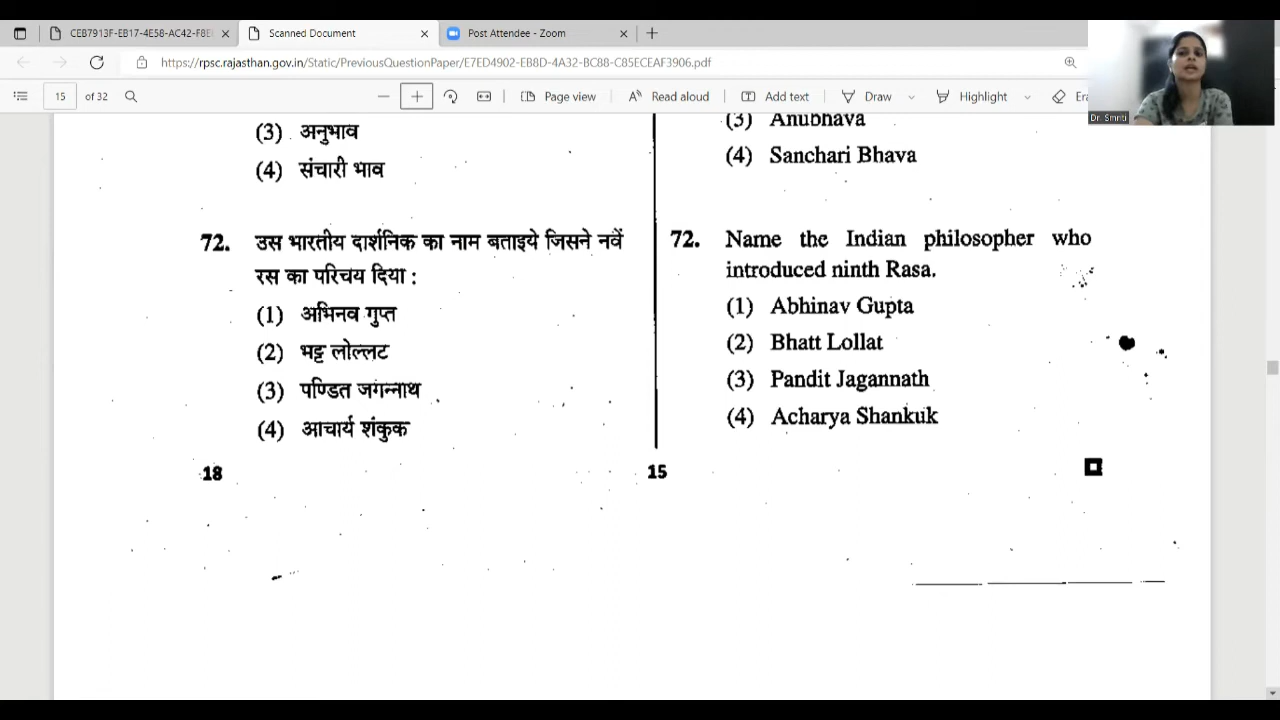 CEB7913F-EB17-4E58-AC42-F8E
Scanned Document
Post Attendee - Zoom
https://rpsc.rajasthan.gov.in/Static/PreviousQuestionPaper/E7ED4902-EB8D-4A32-BC88-C85ECEAF3906.pdf
15 of 32
Page view
Read aloud
Add text
Draw
Highlight
Era
Dr. Smriti
(3) अनुभाव
(4) संचारी भाव
72. उस भारतीय दार्शनिक का नाम बताइये जिसने नवें
रस का परिचय दिया :
(1) अभिनव गुप्त
(2) भट्ट लोल्लट
(3) पण्डित जगन्नाथ
(4) आचार्य शंकुक
18
(3) Anubhava
(4) Sanchari Bhava
72. Name the Indian philosopher who
introduced ninth Rasa.
(1) Abhinav Gupta
(2) Bhatt Lollat
(3) Pandit Jagannath
(4) Acharya Shankuk
15